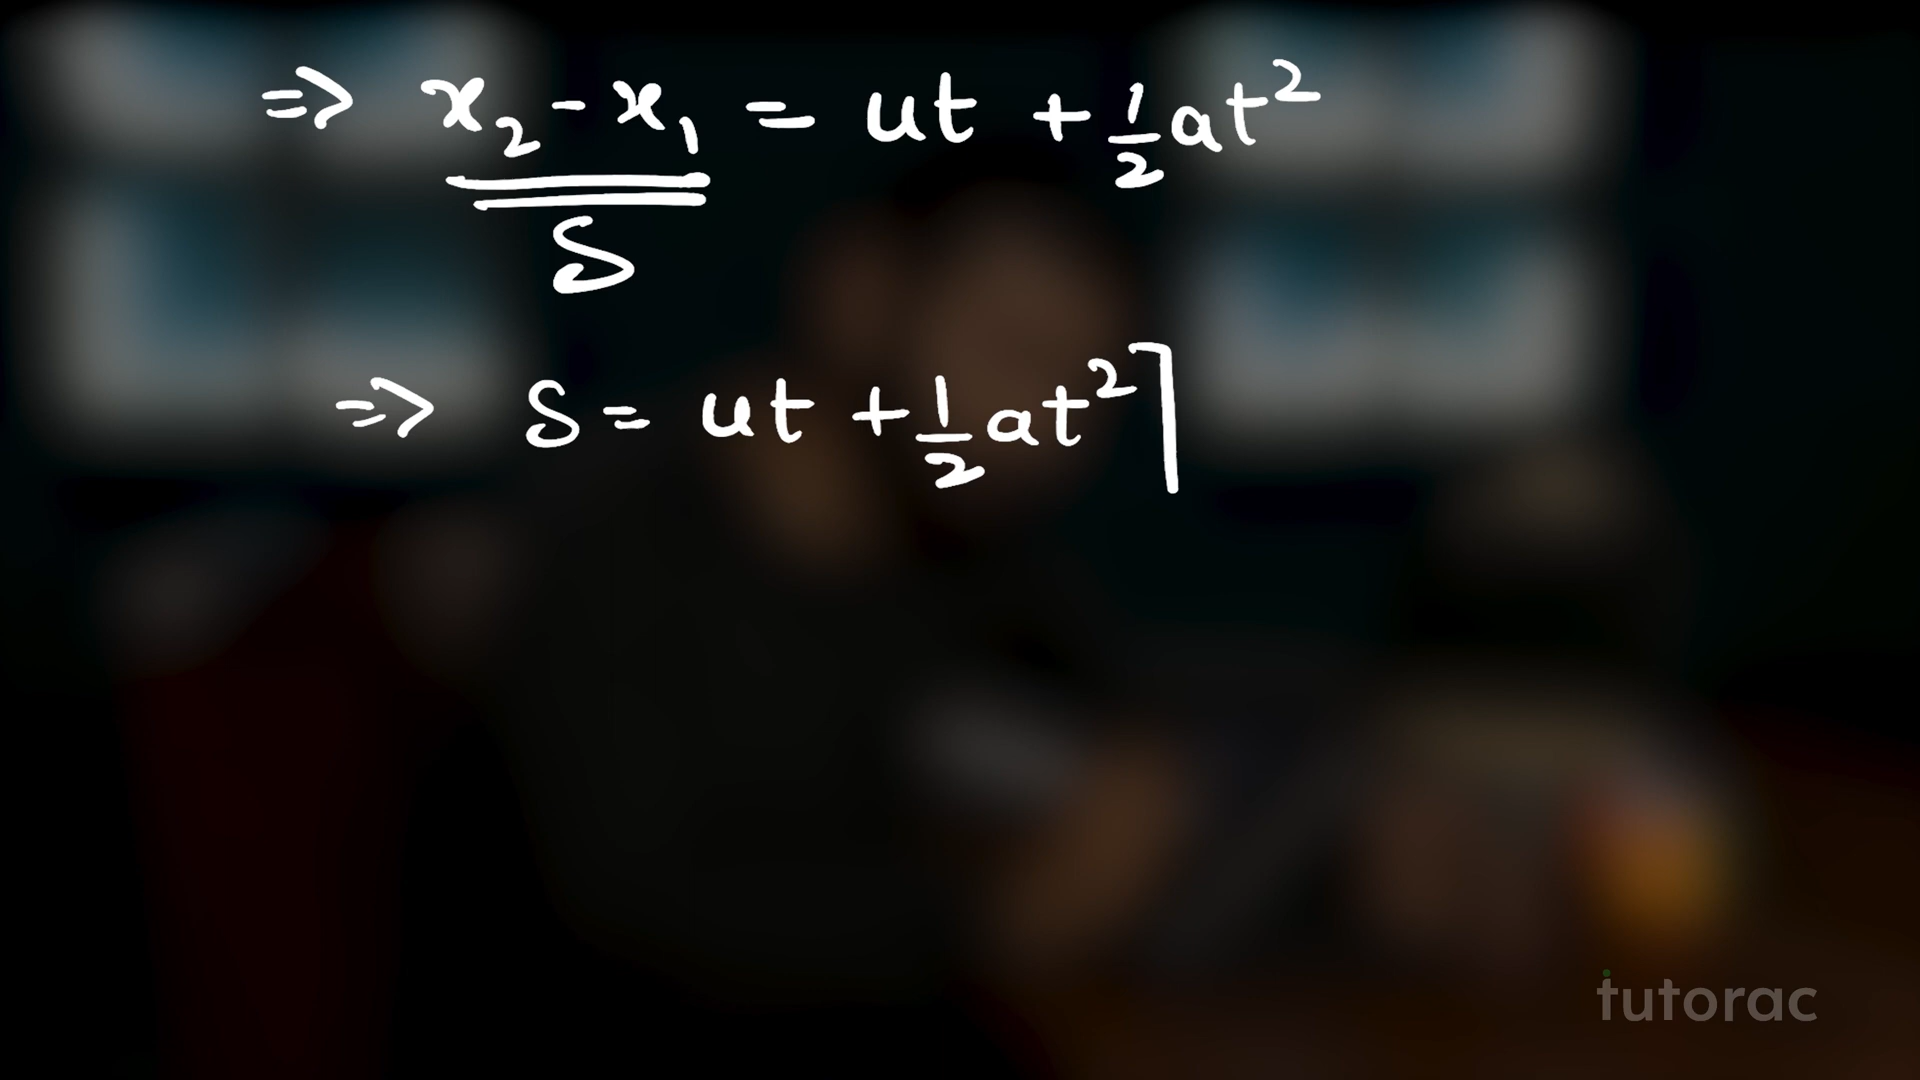 => x₂ - x₁ = ut + ½at²
S
=> S = ut + ½at²
tutorac